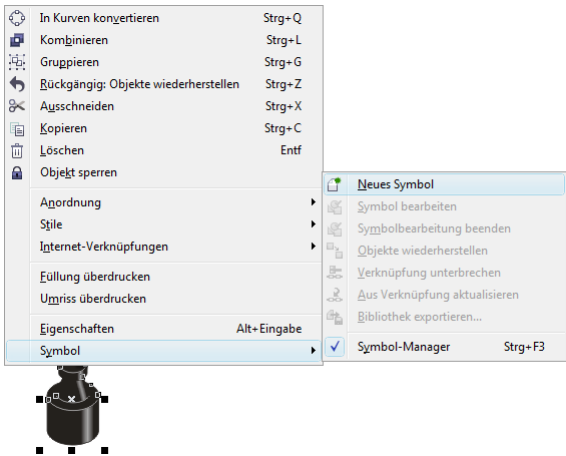 In Kurven konvertieren Strg+Q
Kombinieren Strg+L
Gruppieren Strg+G
Rückgängig: Objekte wiederherstellen Strg+Z
Ausschneiden Strg+X
Kopieren Strg+C
Löschen Entf
Objekt sperren
Anordnung
Stile
Internet-Verknüpfungen
Füllung überdrucken
Umriss überdrucken
Eigenschaften Alt+Eingabe
Symbol
Neues Symbol
Symbol bearbeiten
Symbolbearbeitung beenden
Objekte wiederherstellen
Verknüpfung unterbrechen
Aus Verknüpfung aktualisieren
Bibliothek exportieren...
Symbol-Manager Strg+F3